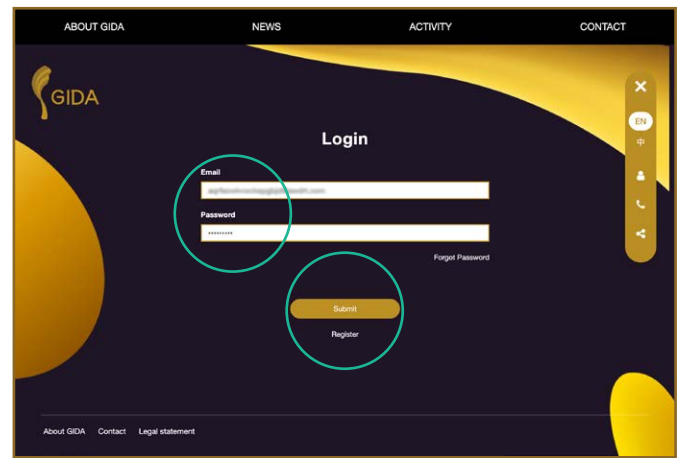 ABOUT GIDA NEWS ACTIVITY CONTACT
GIDA
EN
中
Login
Email
Password
Forgot Password
Submit
Register
About GIDA Contact Legal statement